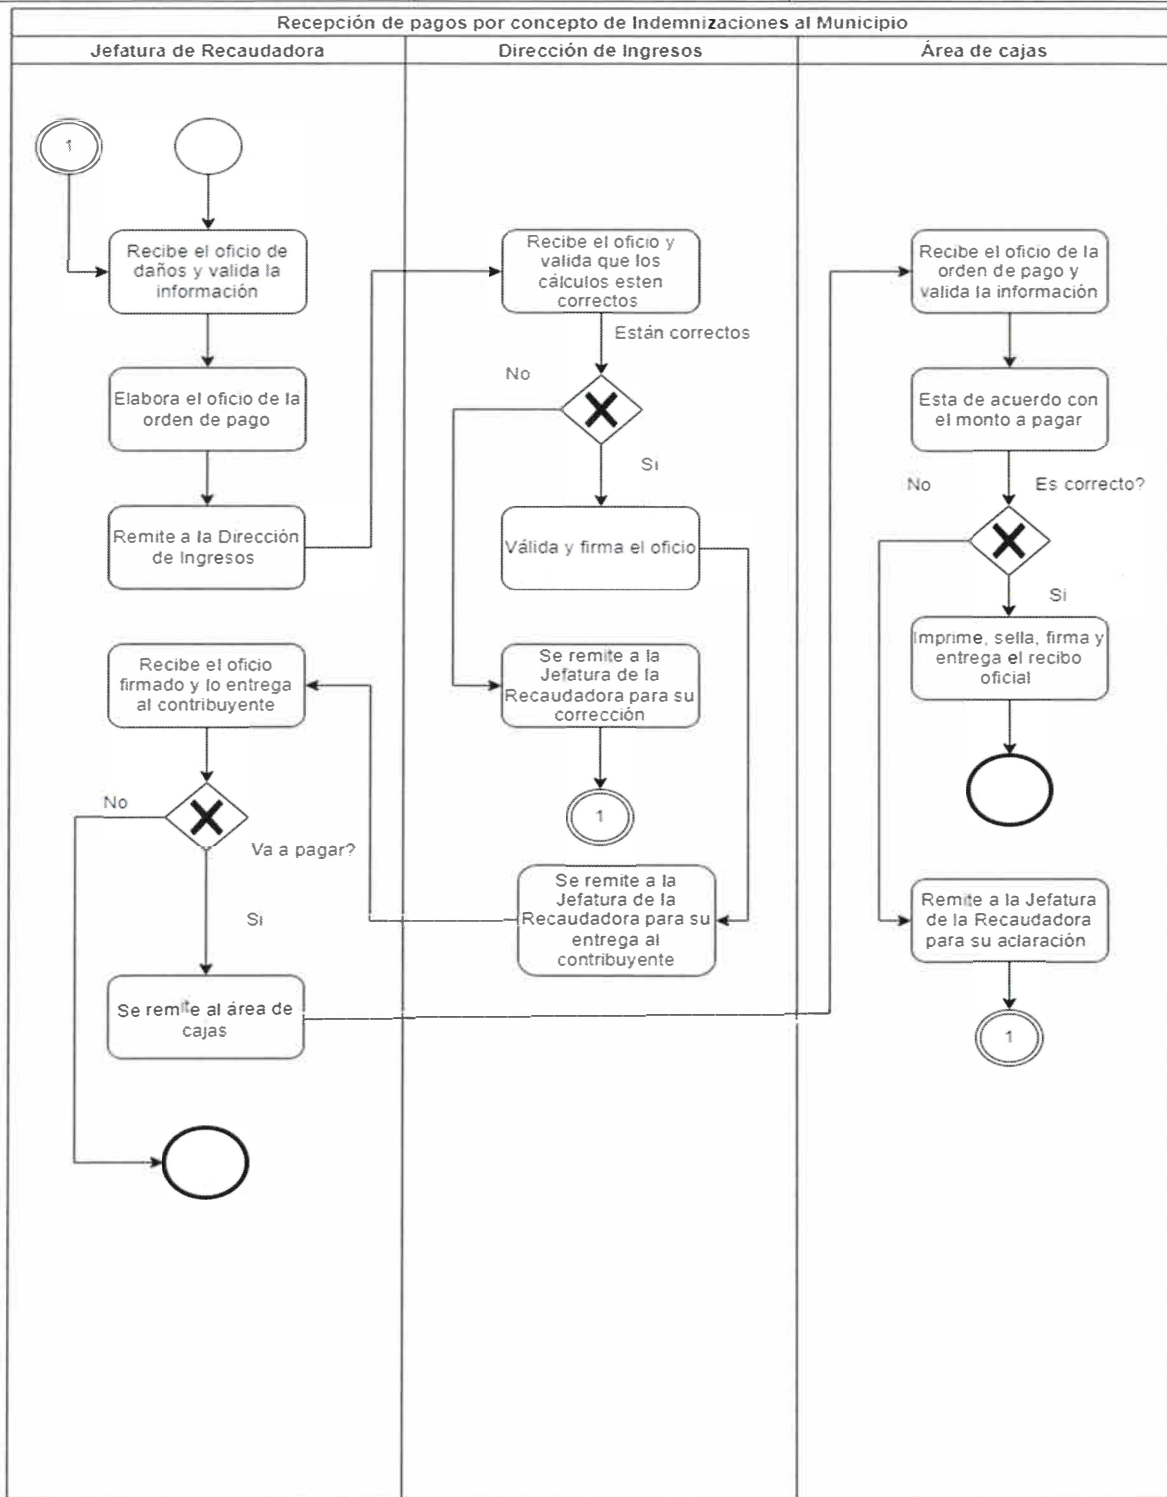 Recepción de pagos por concepto de Indemnizaciones al Municipio
Jefatura de Recaudadora
Dirección de Ingresos
Área de cajas
1
Recibe el oficio de
daños y valida la
información
Elabora el oficio de la
orden de pago
Remite a la Dirección
de Ingresos
Recibe el oficio
firmado y lo entrega
al contribuyente
No
Va a pagar?
Si
Se remite al área de
cajas
Recibe el oficio y
valida que los
cálculos esten
correctos
Están correctos
No
Si
Válida y firma el oficio
Se remite a la
Jefatura de la
Recaudadora para su
corrección
1
Se remite a la
Jefatura de la
Recaudadora para su
entrega al
contribuyente
Recibe el oficio de la
orden de pago y
valida la información
Esta de acuerdo con
el monto a pagar
No
Es correcto?
Si
Imprime, sella, firma y
entrega el recibo
oficial
Remite a la Jefatura
de la Recaudadora
para su aclaración
1